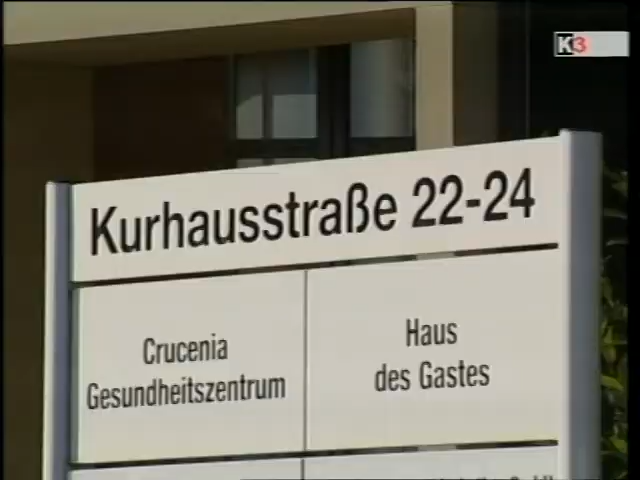 K3
Kurhausstraße 22-24
Crucenia
Gesundheitszentrum
Haus
des Gastes